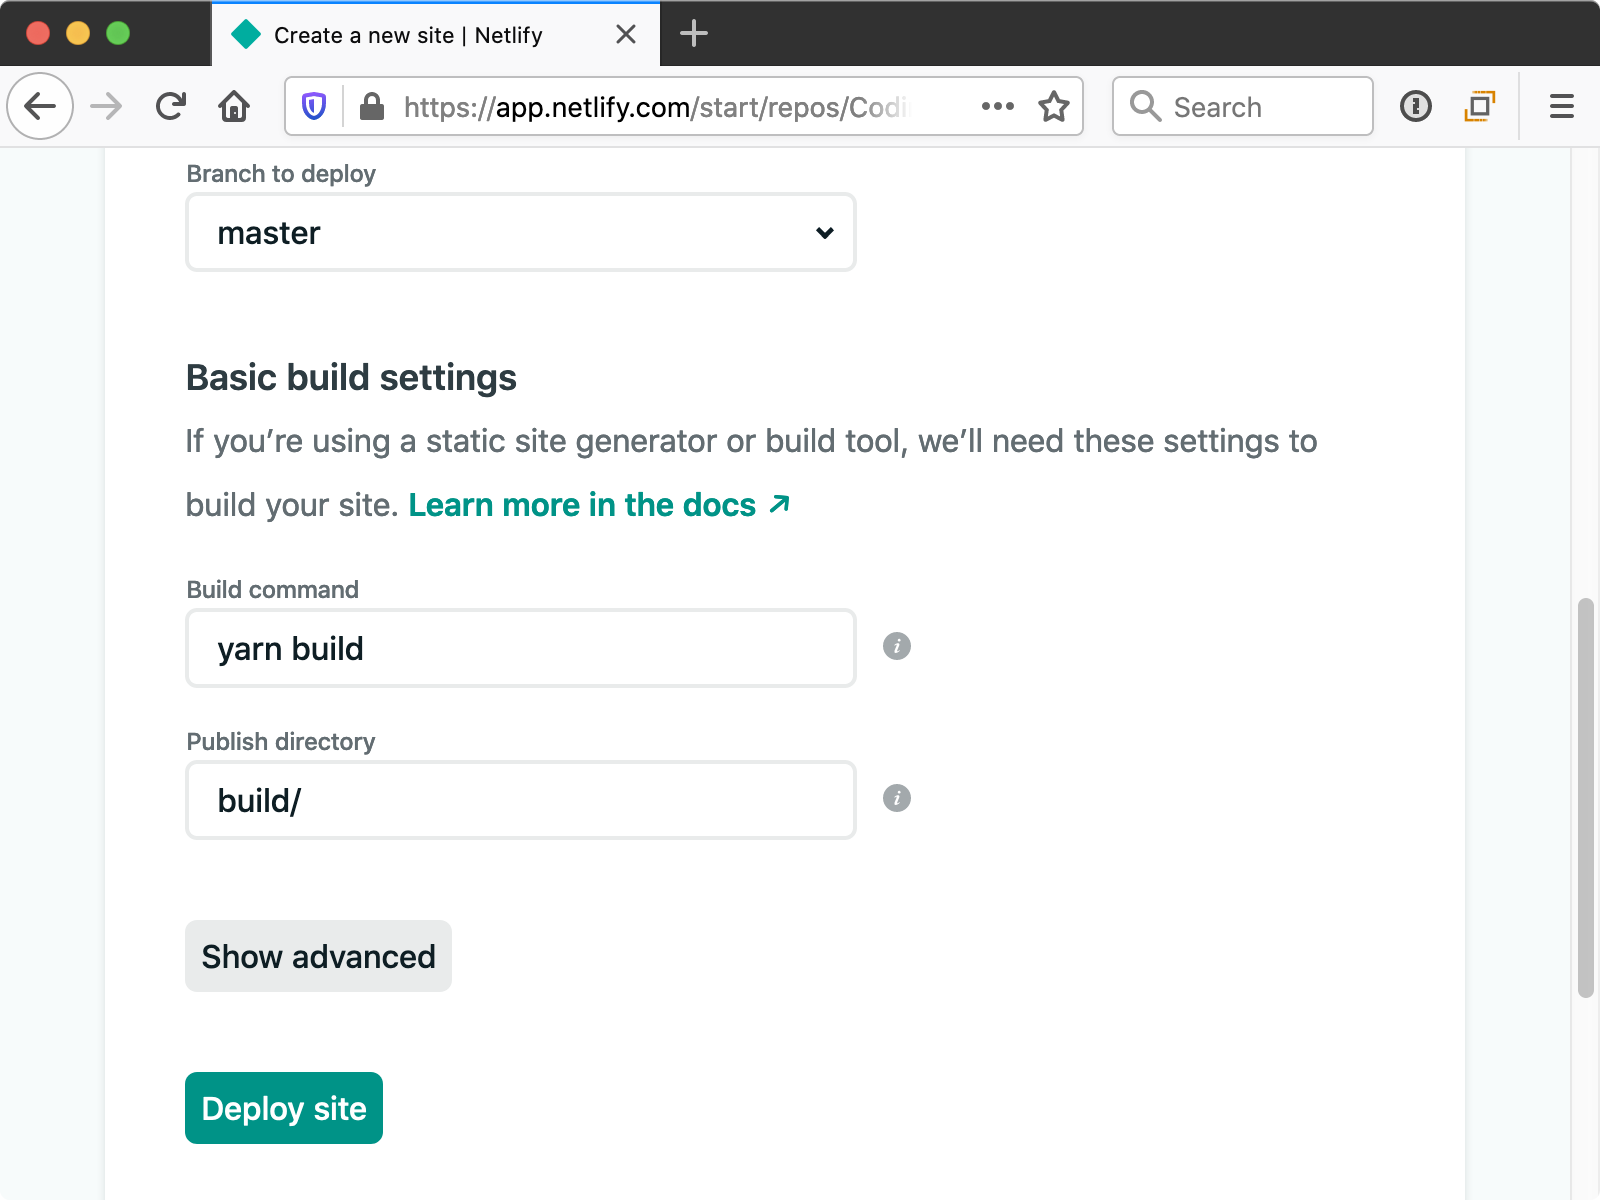 Create a new site | Netlify
https://app.netlify.com/start/repos/Codi
Search
Branch to deploy
master
Basic build settings
If you’re using a static site generator or build tool, we’ll need these settings to
build your site. Learn more in the docs ↗
Build command
yarn build
Publish directory
build/
Show advanced
Deploy site